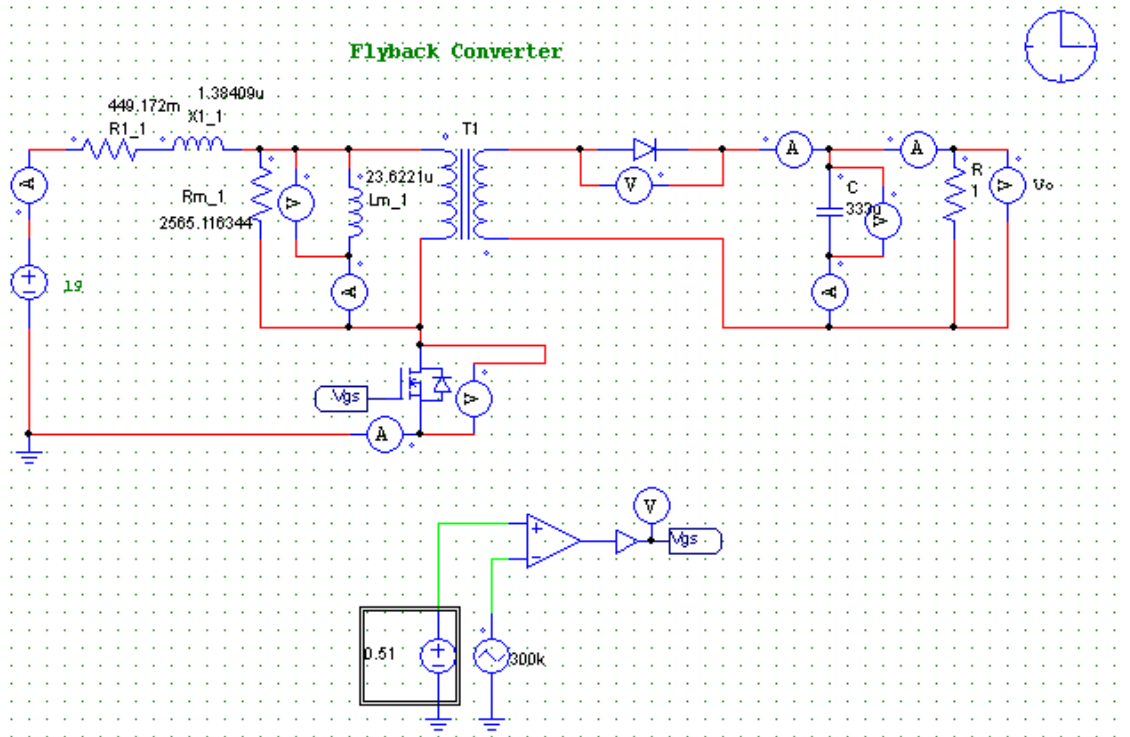 Flyback Converter
449.172m
1.38409u
R1_1
X1_1
T1
A
A
A
V
V
23.6221u
Rm_1
Lm_1
2565.116344
V
C
333u
V
R
1
Vo
19
A
A
Vgs
V
A
V
Vgs
0.51
300k